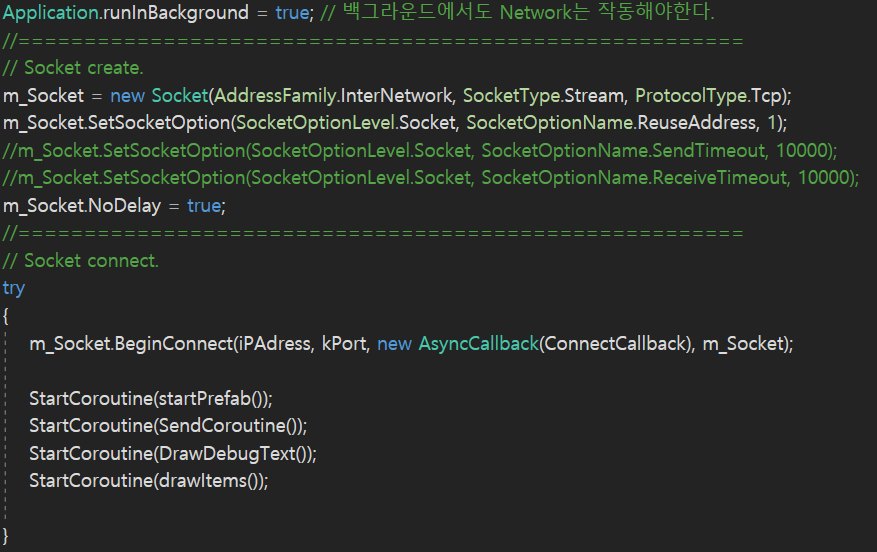 Application.runInBackground = true; // 백그라운드에서도 Network는 작동해야한다.
//=======================================================
// Socket create.
m_Socket = new Socket(AddressFamily.InterNetwork, SocketType.Stream, ProtocolType.Tcp);
m_Socket.SetSocketOption(SocketOptionLevel.Socket, SocketOptionName.ReuseAddress, 1);
//m_Socket.SetSocketOption(SocketOptionLevel.Socket, SocketOptionName.SendTimeout, 10000);
//m_Socket.SetSocketOption(SocketOptionLevel.Socket, SocketOptionName.ReceiveTimeout, 10000);
m_Socket.NoDelay = true;
//=======================================================
// Socket connect.
try
{
m_Socket.BeginConnect(iPAdress, kPort, new AsyncCallback(ConnectCallback), m_Socket);
StartCoroutine(startPrefab());
StartCoroutine(SendCoroutine());
StartCoroutine(DrawDebugText());
StartCoroutine(drawItems());
}